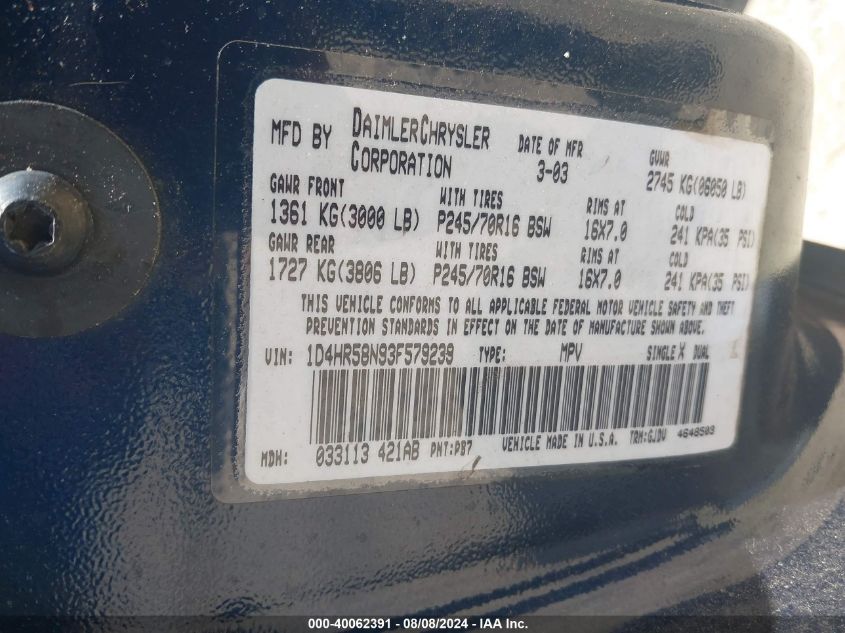 MFD BY DAIMLERCHRYSLER CORPORATION DATE OF MFR 3-03 GVWR 2745 KG(06050 LB)
GAWR FRONT WITH TIRES RIMS AT COLD
1361 KG(3000 LB) P245/70R16 BSW 16X7.0 241 KPA(35 PSI)
GAWR REAR WITH TIRES RIMS AT COLD
1727 KG(3806 LB) P245/70R16 BSW 16X7.0 241 KPA(35 PSI)
THIS VEHICLE CONFORMS TO ALL APPLICABLE FEDERAL MOTOR VEHICLE SAFETY AND THEFT
PREVENTION STANDARDS IN EFFECT ON THE DATE OF MANUFACTURE SHOWN ABOVE.
VIN: 1D4HR58N93F579239 TYPE: MPV SINGLE X DUAL
MDH: 033113 421AB PNT:PB7 VEHICLE MADE IN U.S.A. TRM:GJDV 4648503
000-40062391 - 08/08/2024 - IAA Inc.